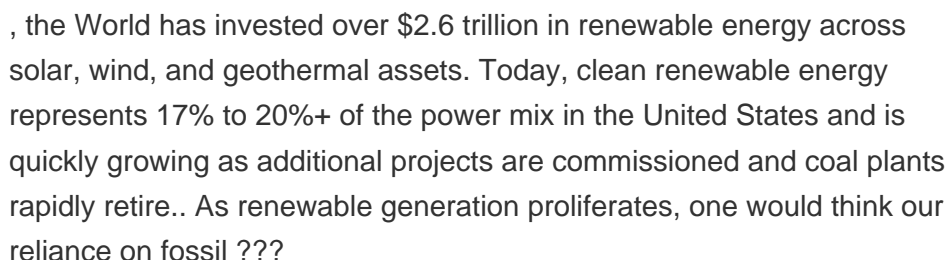 , the World has invested over $2.6 trillion in renewable energy across
solar, wind, and geothermal assets. Today, clean renewable energy
represents 17% to 20%+ of the power mix in the United States and is
quickly growing as additional projects are commissioned and coal plants
rapidly retire.. As renewable generation proliferates, one would think our
reliance on fossil ???